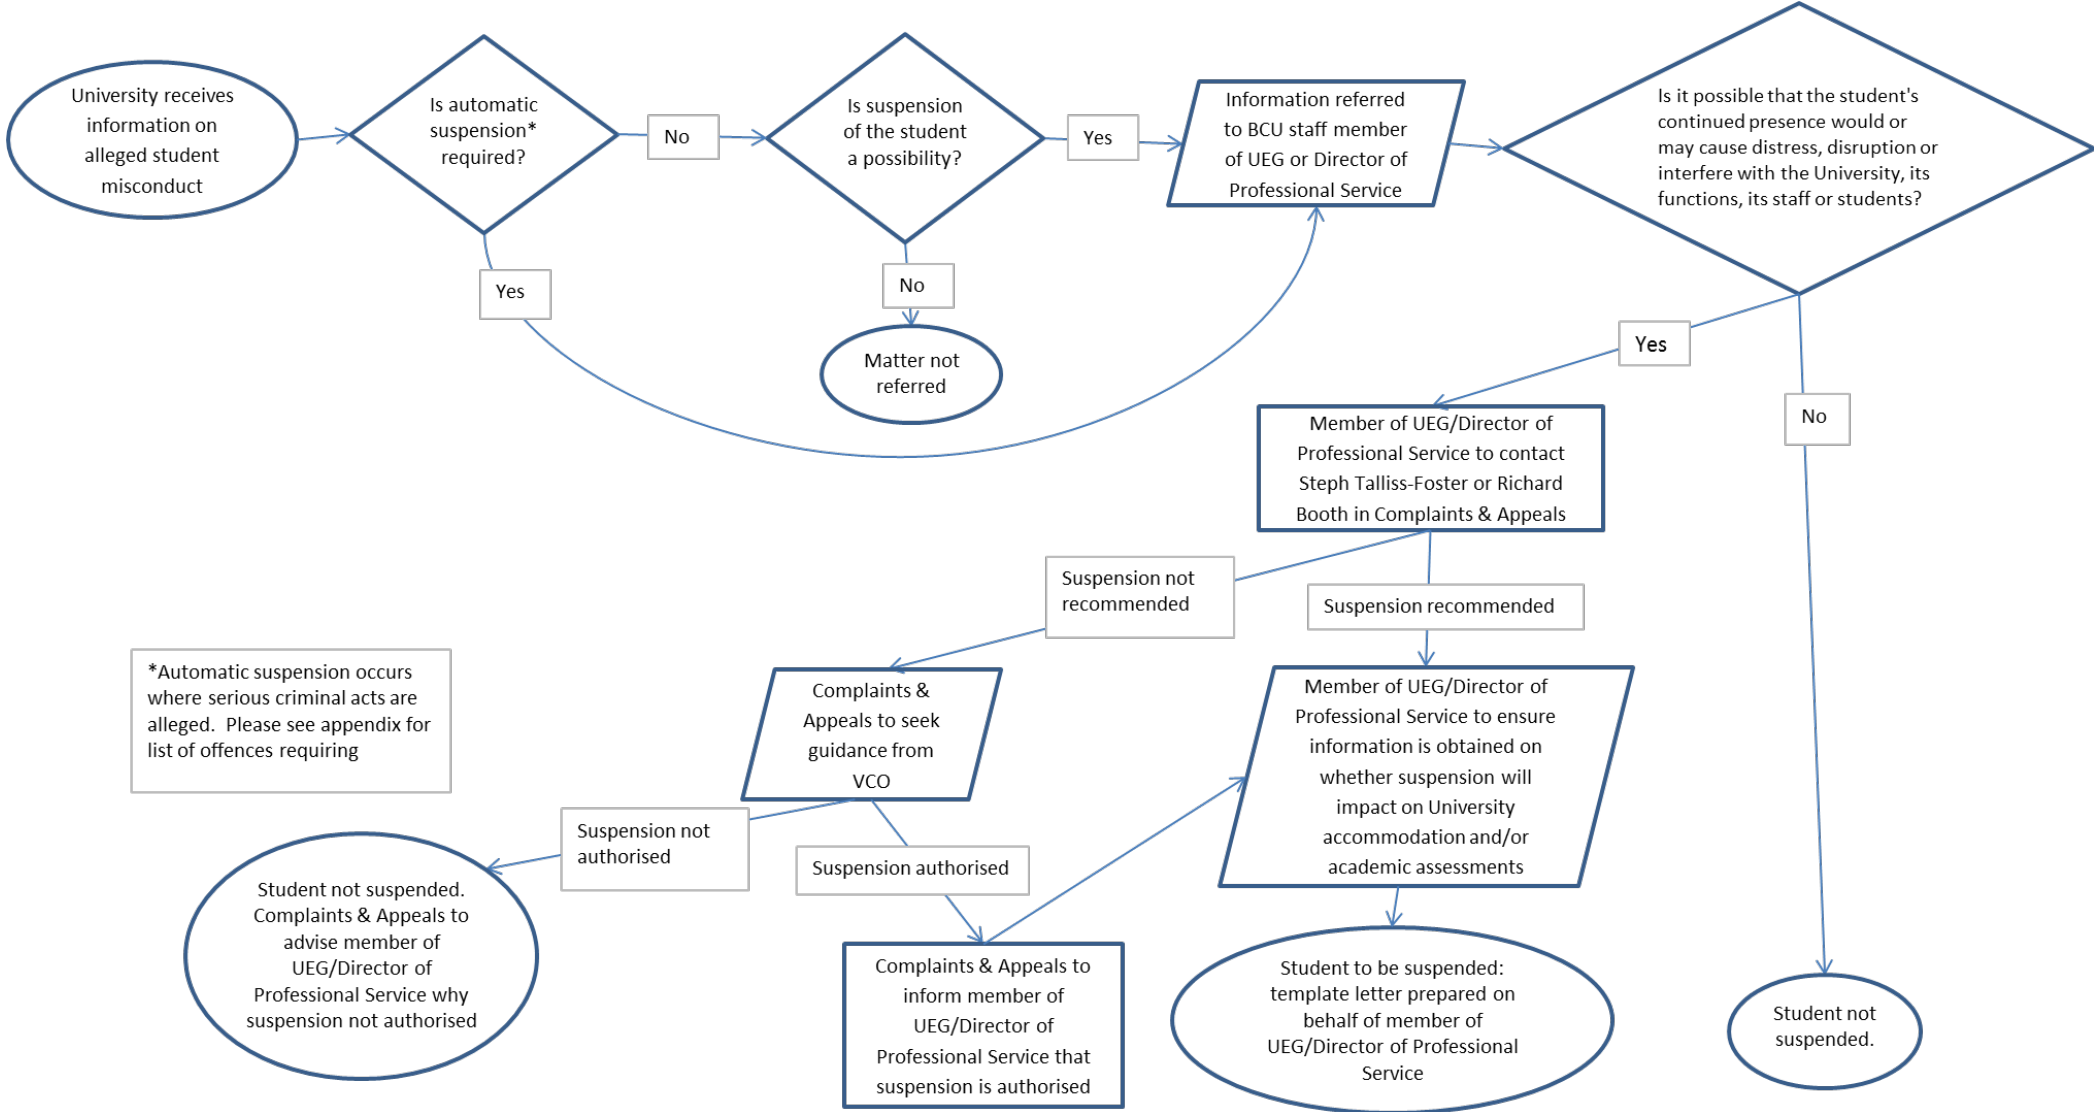 University receives
information on
alleged student
misconduct
Is automatic
suspension*
required?
No
Is suspension
of the student
a possibility?
Yes
Information referred
to BCU staff member
of UEG or Director of
Professional Service
Is it possible that the student's
continued presence would or
may cause distress, disruption or
interfere with the University, its
functions, its staff or students?
Yes
No
Matter not
referred
Yes
No
Member of UEG/Director of
Professional Service to contact
Steph Talliss-Foster or Richard
Booth in Complaints & Appeals
Suspension not
recommended
Suspension recommended
*Automatic suspension occurs
where serious criminal acts are
alleged. Please see appendix for
list of offences requiring
Complaints &
Appeals to seek
guidance from
VCO
Member of UEG/Director of
Professional Service to ensure
information is obtained on
whether suspension will
impact on University
accommodation and/or
academic assessments
Suspension not
authorised
Suspension authorised
Student not suspended.
Complaints & Appeals to
advise member of
UEG/Director of
Professional Service why
suspension not authorised
Complaints & Appeals to
inform member of
UEG/Director of
Professional Service that
suspension is authorised
Student to be suspended:
template letter prepared on
behalf of member of
UEG/Director of Professional
Service
Student not
suspended.